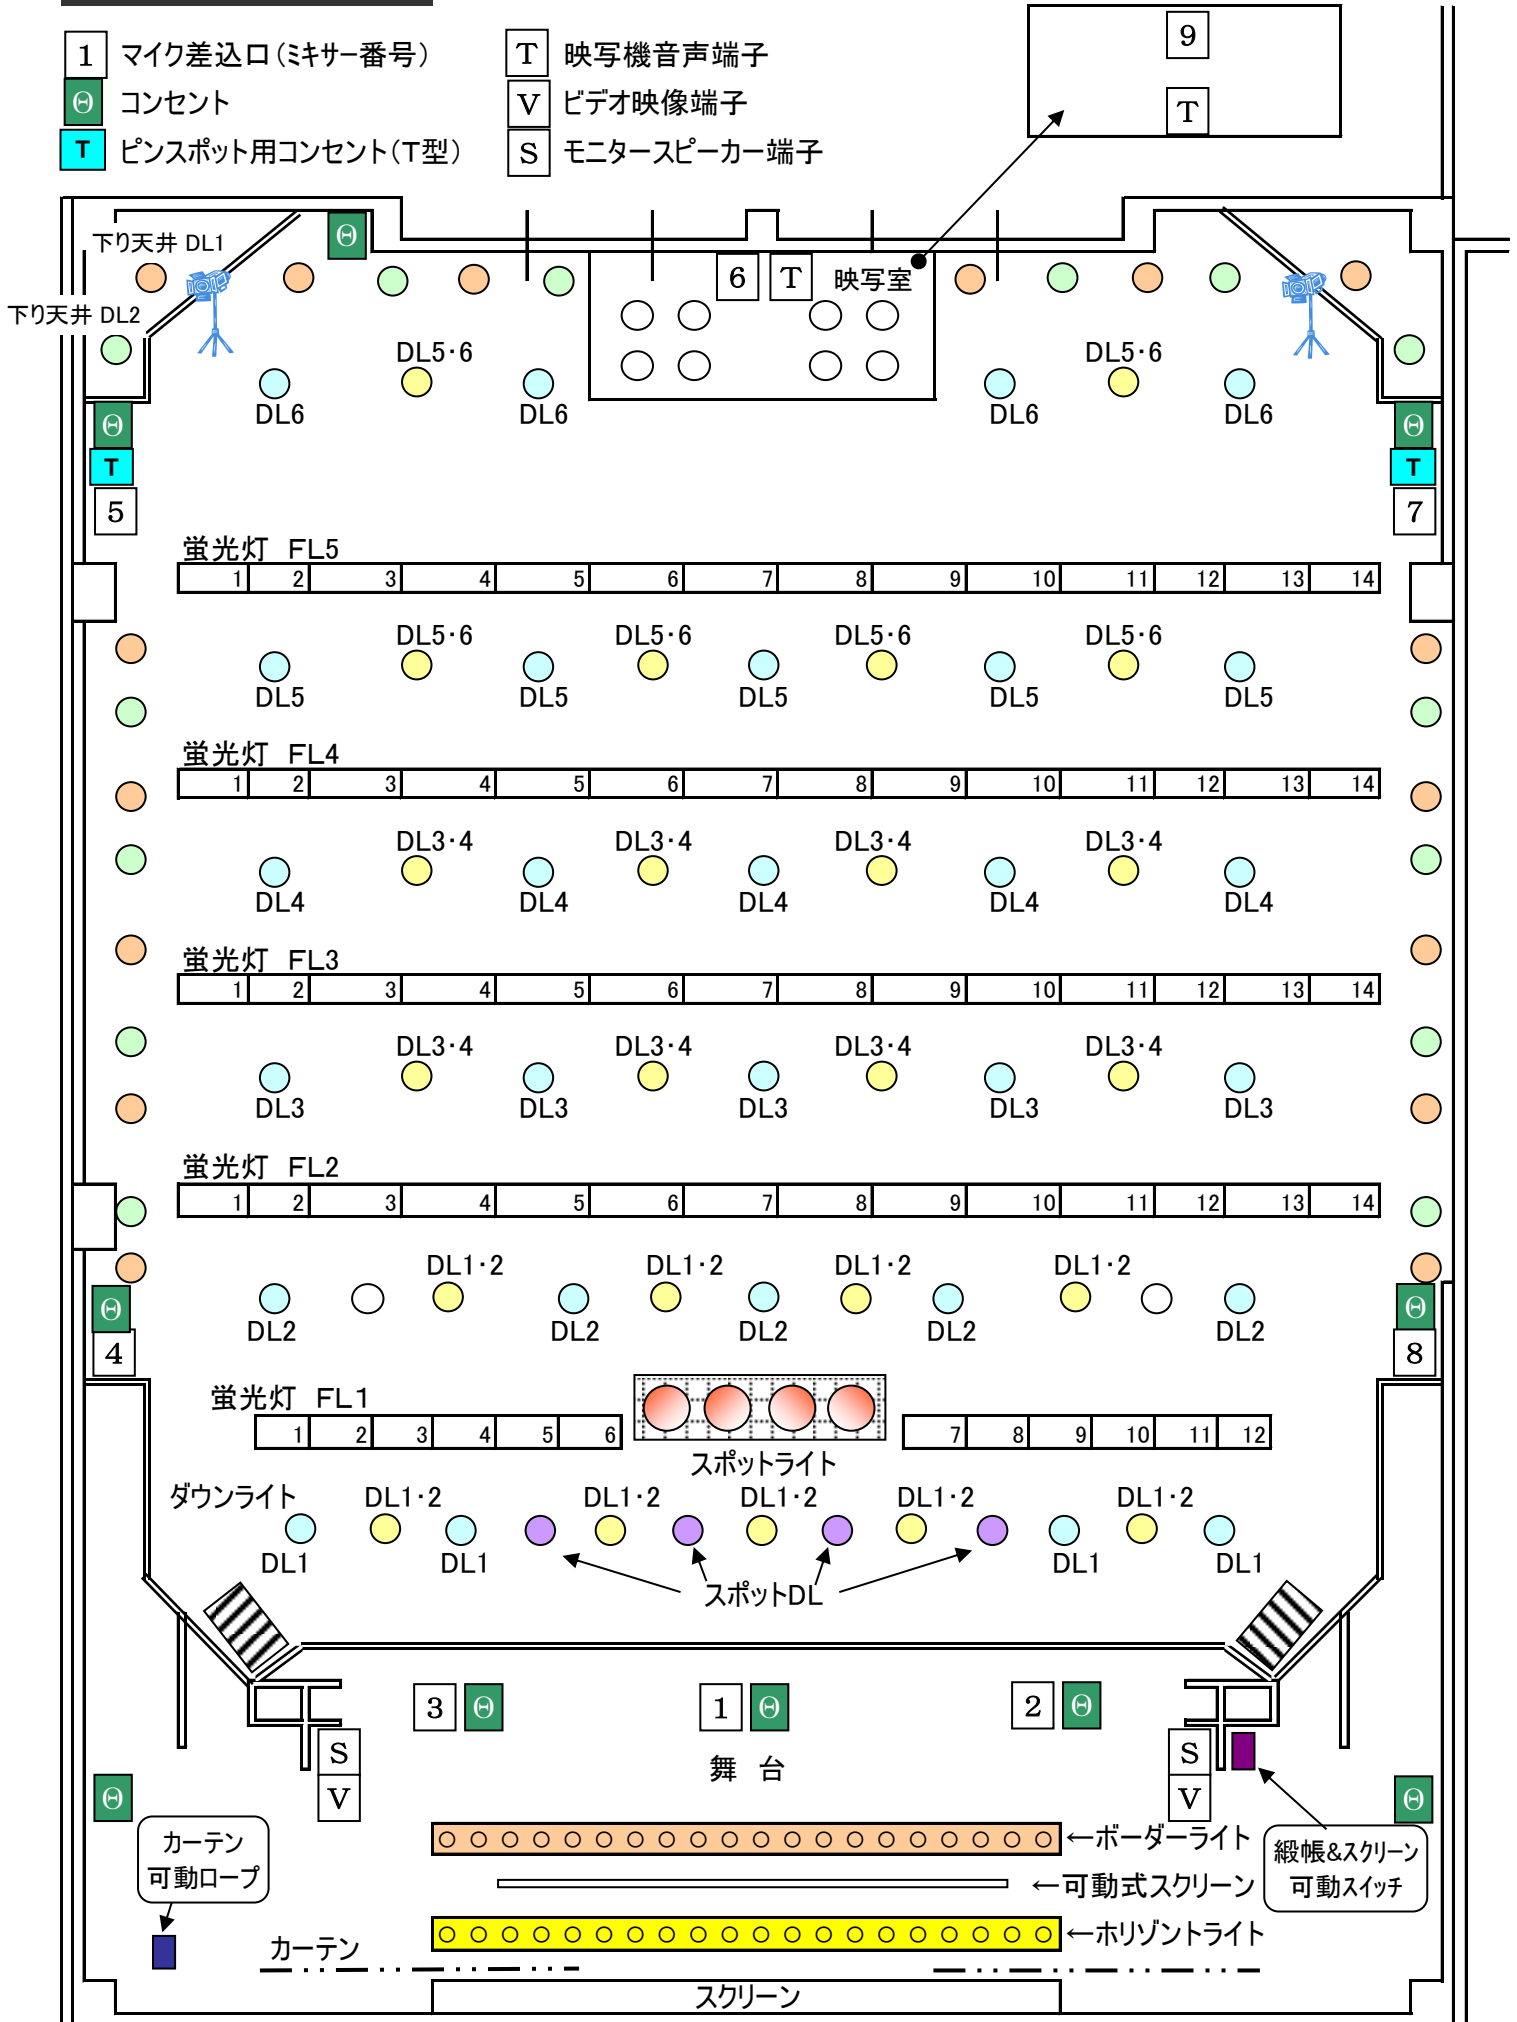 1 マイク差込口（ミキサー番号） T 映写機音声端子
Θ コンセント V ビデオ映像端子
T ピンスポット用コンセント（T型） S モニタースピーカー端子
9
T
下り天井 DL1
Θ
6 T 映写室
下り天井 DL2
DL5・6 DL5・6
DL6 DL6 DL6 DL6
Θ Θ
T T
5 7
蛍光灯 FL5
1 2 3 4 5 6 7 8 9 10 11 12 13 14
DL5・6 DL5・6 DL5・6 DL5・6
DL5 DL5 DL5 DL5 DL5
蛍光灯 FL4
1 2 3 4 5 6 7 8 9 10 11 12 13 14
DL3・4 DL3・4 DL3・4 DL3・4
DL4 DL4 DL4 DL4 DL4
蛍光灯 FL3
1 2 3 4 5 6 7 8 9 10 11 12 13 14
DL3・4 DL3・4 DL3・4 DL3・4
DL3 DL3 DL3 DL3 DL3
蛍光灯 FL2
1 2 3 4 5 6 7 8 9 10 11 12 13 14
DL1・2 DL1・2 DL1・2 DL1・2
Θ Θ
DL2 DL2 DL2 DL2 DL2
4 8
蛍光灯 FL1
1 2 3 4 5 6 7 8 9 10 11 12
スポットライト
ダウンライト DL1・2 DL1・2 DL1・2 DL1・2 DL1・2
DL1 DL1 DL1 DL1
スポットDL
3 Θ 1 Θ 2 Θ
S S
舞 台
V V
Θ Θ
←ボーダーライト
カーテン
可動ロープ
緞帳&スクリーン
可動スイッチ
←可動式スクリーン
←ホリゾントライト
カーテン
スクリーン